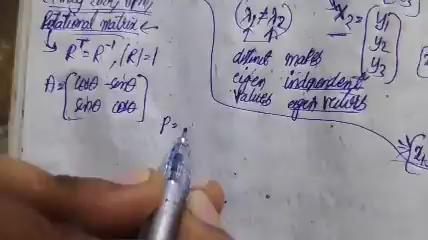 Rotational matrix
R^T = R^-1, |R| = 1
A = [cosθ -sinθ
sinθ cosθ]
P =
(λ1 ≠ λ2)
distinct makes
eigen independent
values eigen values
X2 = (y1
y2
y3)